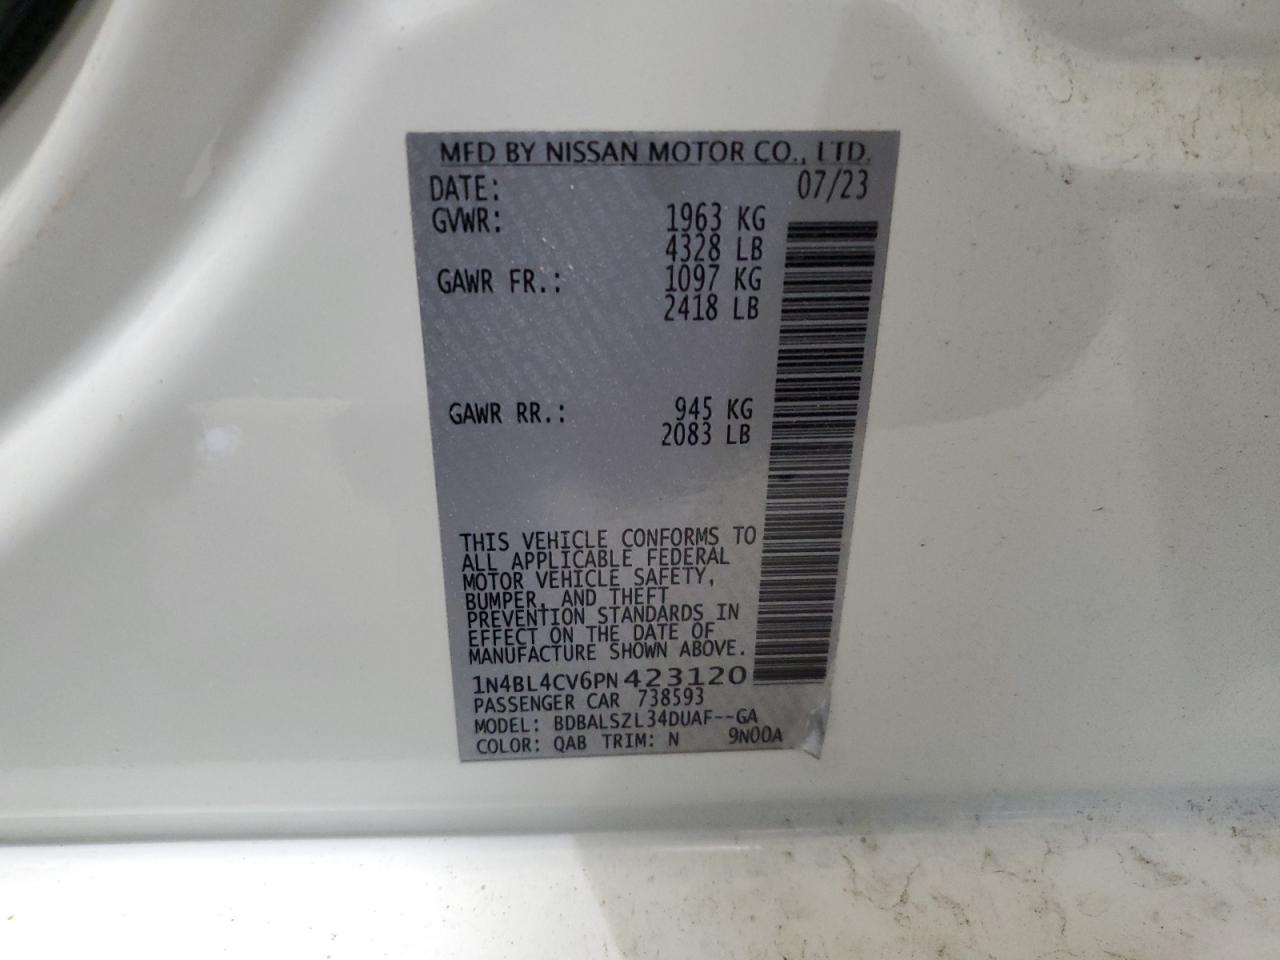 MFD BY NISSAN MOTOR CO., LTD.
DATE: 07/23
GVWR: 1963 KG
4328 LB
GAWR FR.: 1097 KG
2418 LB
GAWR RR.: 945 KG
2083 LB
THIS VEHICLE CONFORMS TO
ALL APPLICABLE FEDERAL
MOTOR VEHICLE SAFETY,
BUMPER, AND THEFT
PREVENTION STANDARDS IN
EFFECT ON THE DATE OF
MANUFACTURE SHOWN ABOVE.
1N4BL4CV6PN423120
PASSENGER CAR 738593
MODEL: BDBALSZL34DUAF--GA
COLOR: QAB TRIM: N 9N00A